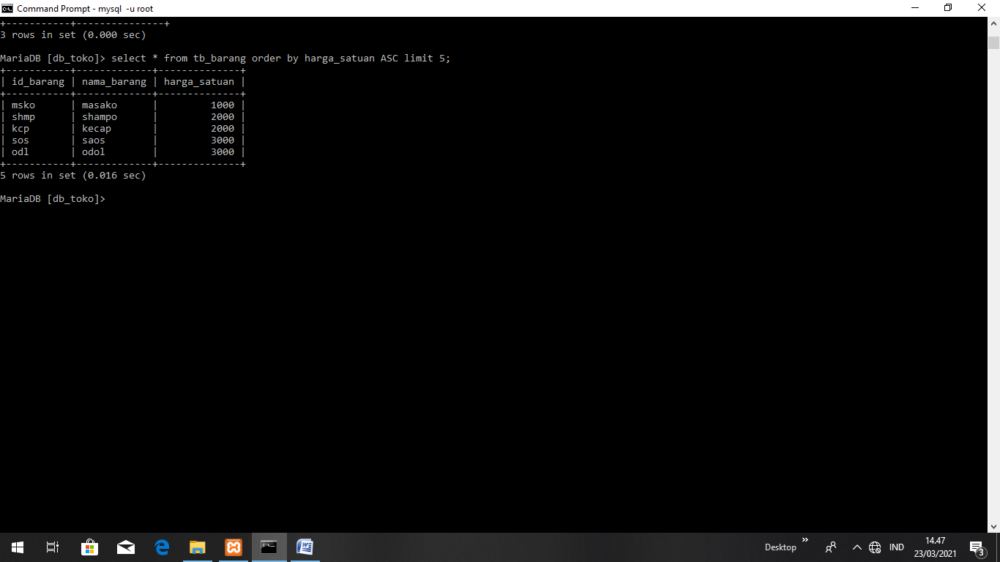 Command Prompt - mysql  -u root
+-----------+---------------+
3 rows in set (0.000 sec)
MariaDB [db_toko]> select * from tb_barang order by harga_satuan ASC limit 5;
+-----------+-------------+--------------+
| id_barang | nama_barang | harga_satuan |
+-----------+-------------+--------------+
| msko      | masako      |         1000 |
| shmp      | shampo      |         2000 |
| kcp       | kecap       |         2000 |
| sos       | saos        |         3000 |
| odl       | odol        |         3000 |
+-----------+-------------+--------------+
5 rows in set (0.016 sec)
MariaDB [db_toko]>
Desktop
IND
14.47
23/03/2021
3